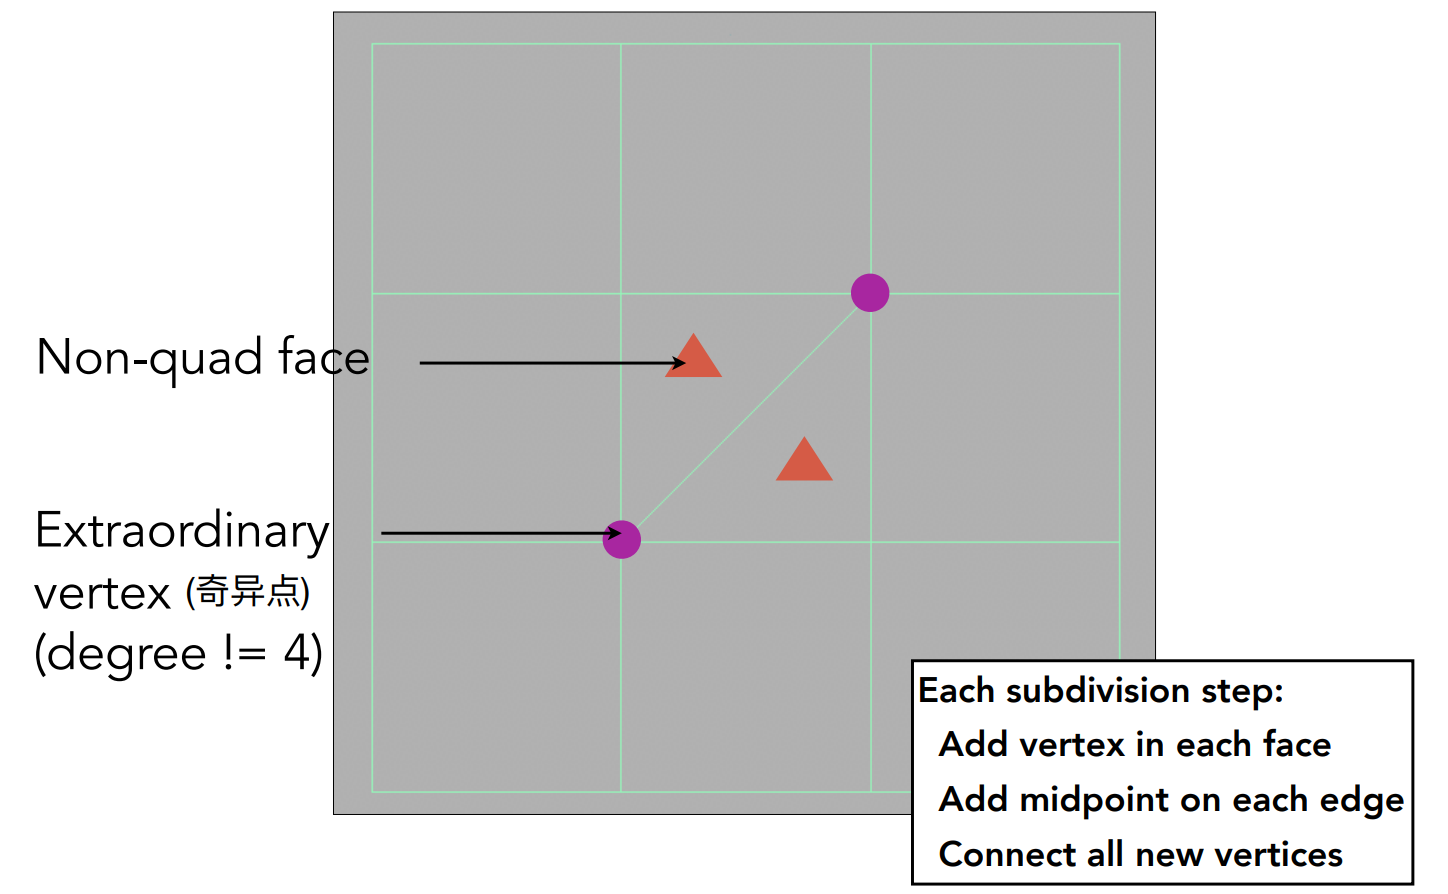 Non-quad face
Extraordinary
vertex (奇异点)
(degree != 4)
Each subdivision step:
Add vertex in each face
Add midpoint on each edge
Connect all new vertices